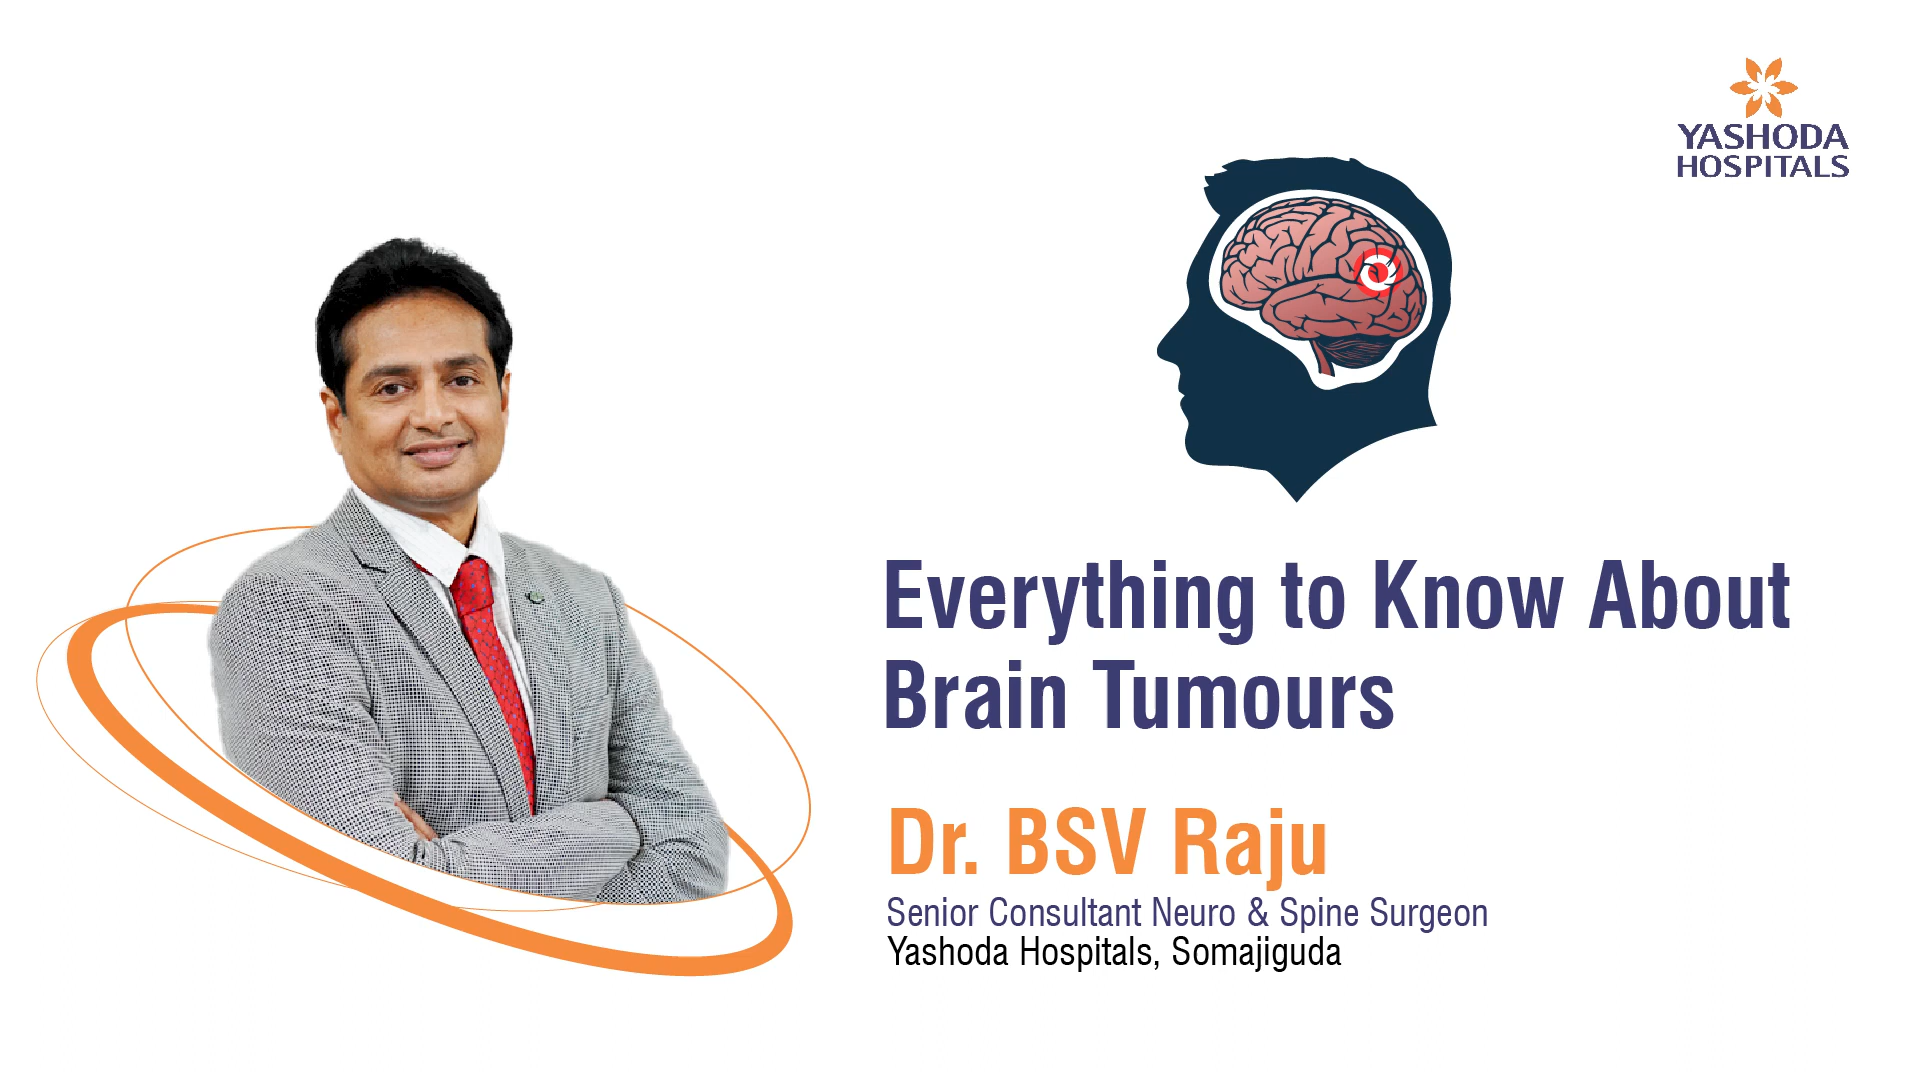 YASHODA
HOSPITALS
Everything to Know About
Brain Tumours
Dr. BSV Raju
Senior Consultant Neuro & Spine Surgeon
Yashoda Hospitals, Somajiguda